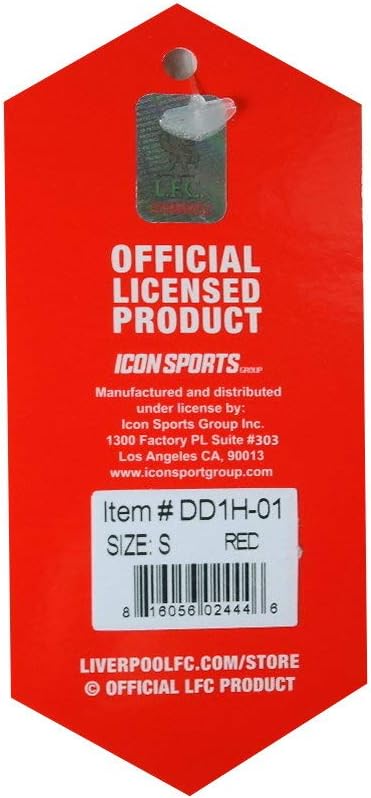 L.F.C.
OFFICIAL
LICENSED
PRODUCT
ICON SPORTS GROUP
Manufactured and distributed
under license by:
Icon Sports Group Inc.
1300 Factory PL Suite #303
Los Angeles CA, 90013
www.iconsportgroup.com
Item # DD1H-01
SIZE: S RED
8 16056 02444 6
LIVERPOOLFC.COM/STORE
© OFFICIAL LFC PRODUCT